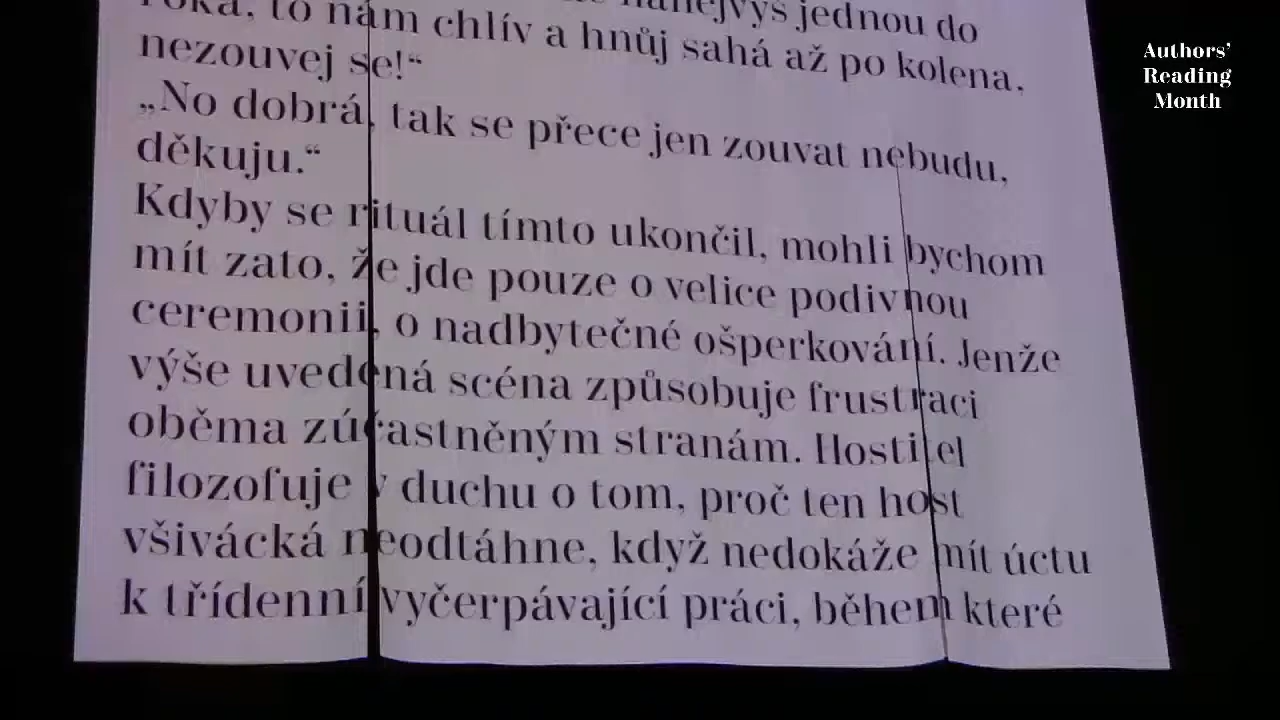 nanejvýš jednou do
roka, to nám chlív a hnůj sahá až po kolena,
nezouvej se!“
„No dobrá, tak se přece jen zouvat nebudu,
děkuju.“
Kdyby se rituál tímto ukončil, mohli bychom
mít zato, že jde pouze o velice podivnou
ceremonii, o nadbytečné ošperkování. Jenže
výše uvedená scéna způsobuje frustraci
oběma zúčastněným stranám. Hostitel
filozofuje v duchu o tom, proč ten host
všivácká neodtáhne, když nedokáže mít úctu
k třídenní vyčerpávající práci, během které
Authors’
Reading
Month